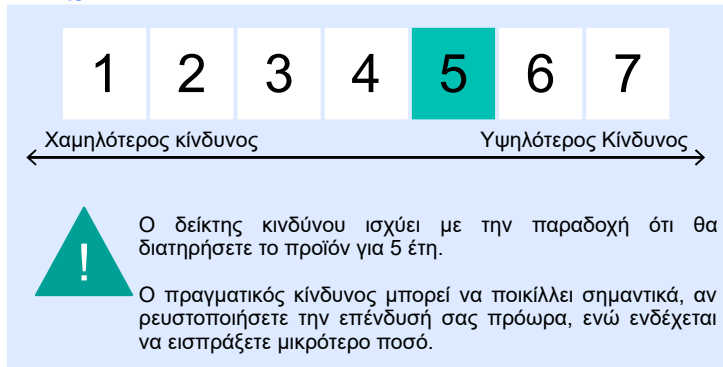 1 2 3 4 5 6 7
Χαμηλότερος κίνδυνος Υψηλότερος Κίνδυνος
!
Ο δείκτης κινδύνου ισχύει με την παραδοχή ότι θα
διατηρήσετε το προϊόν για 5 έτη.
Ο πραγματικός κίνδυνος μπορεί να ποικίλλει σημαντικά, αν
ρευστοποιήσετε την επένδυσή σας πρόωρα, ενώ ενδέχεται
να εισπράξετε μικρότερο ποσό.